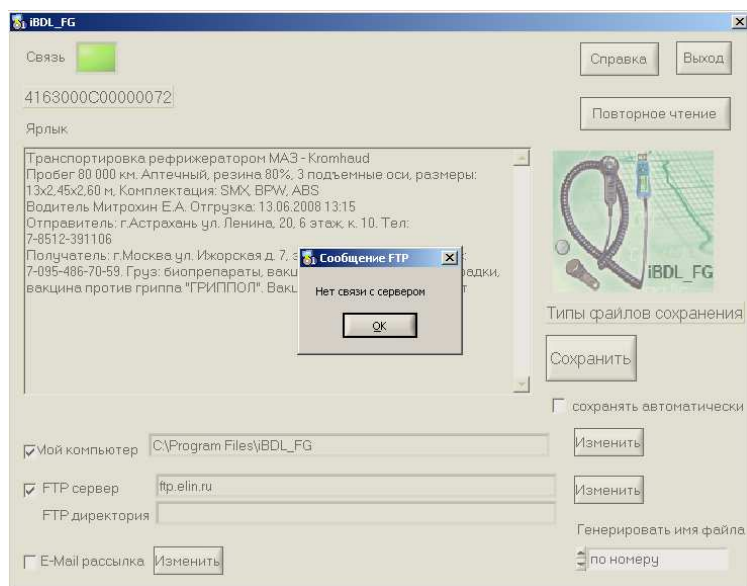 iBDL_FG
Связь
Справка
Выход
4163000C00000072
Повторное чтение
Ярлык
Транспортировка рефрижератором МАЗ - Kromhaud
Пробег 80 000 км. Аптечный, резина 80%, 3 подъемные оси, размеры:
13х2,45х2,60 м, Комплектация: SMX, BPW, ABS
Водитель Митрохин Е.А. Отгрузка: 13.06.2008 13:15
Отправитель: г.Астрахань ул. Ленина, 20, 6 этаж, к. 10. Тел:
7-8512-391106
Получатель: г.Москва ул. Ижорская д. 7,
7-095-486-70-59. Груз: биопрепараты,
вакцина против гриппа "ГРИППОЛ".
Сообщение FTP
Нет связи с сервером
OK
iBDL_FG
Типы файлов сохранения
Сохранить
сохранять автоматически
Мой компьютер
C:\Program Files\iBDL_FG
Изменить
FTP сервер
ftp.elin.ru
Изменить
FTP директория
Генерировать имя файла
E-Mail рассылка
Изменить
по номеру